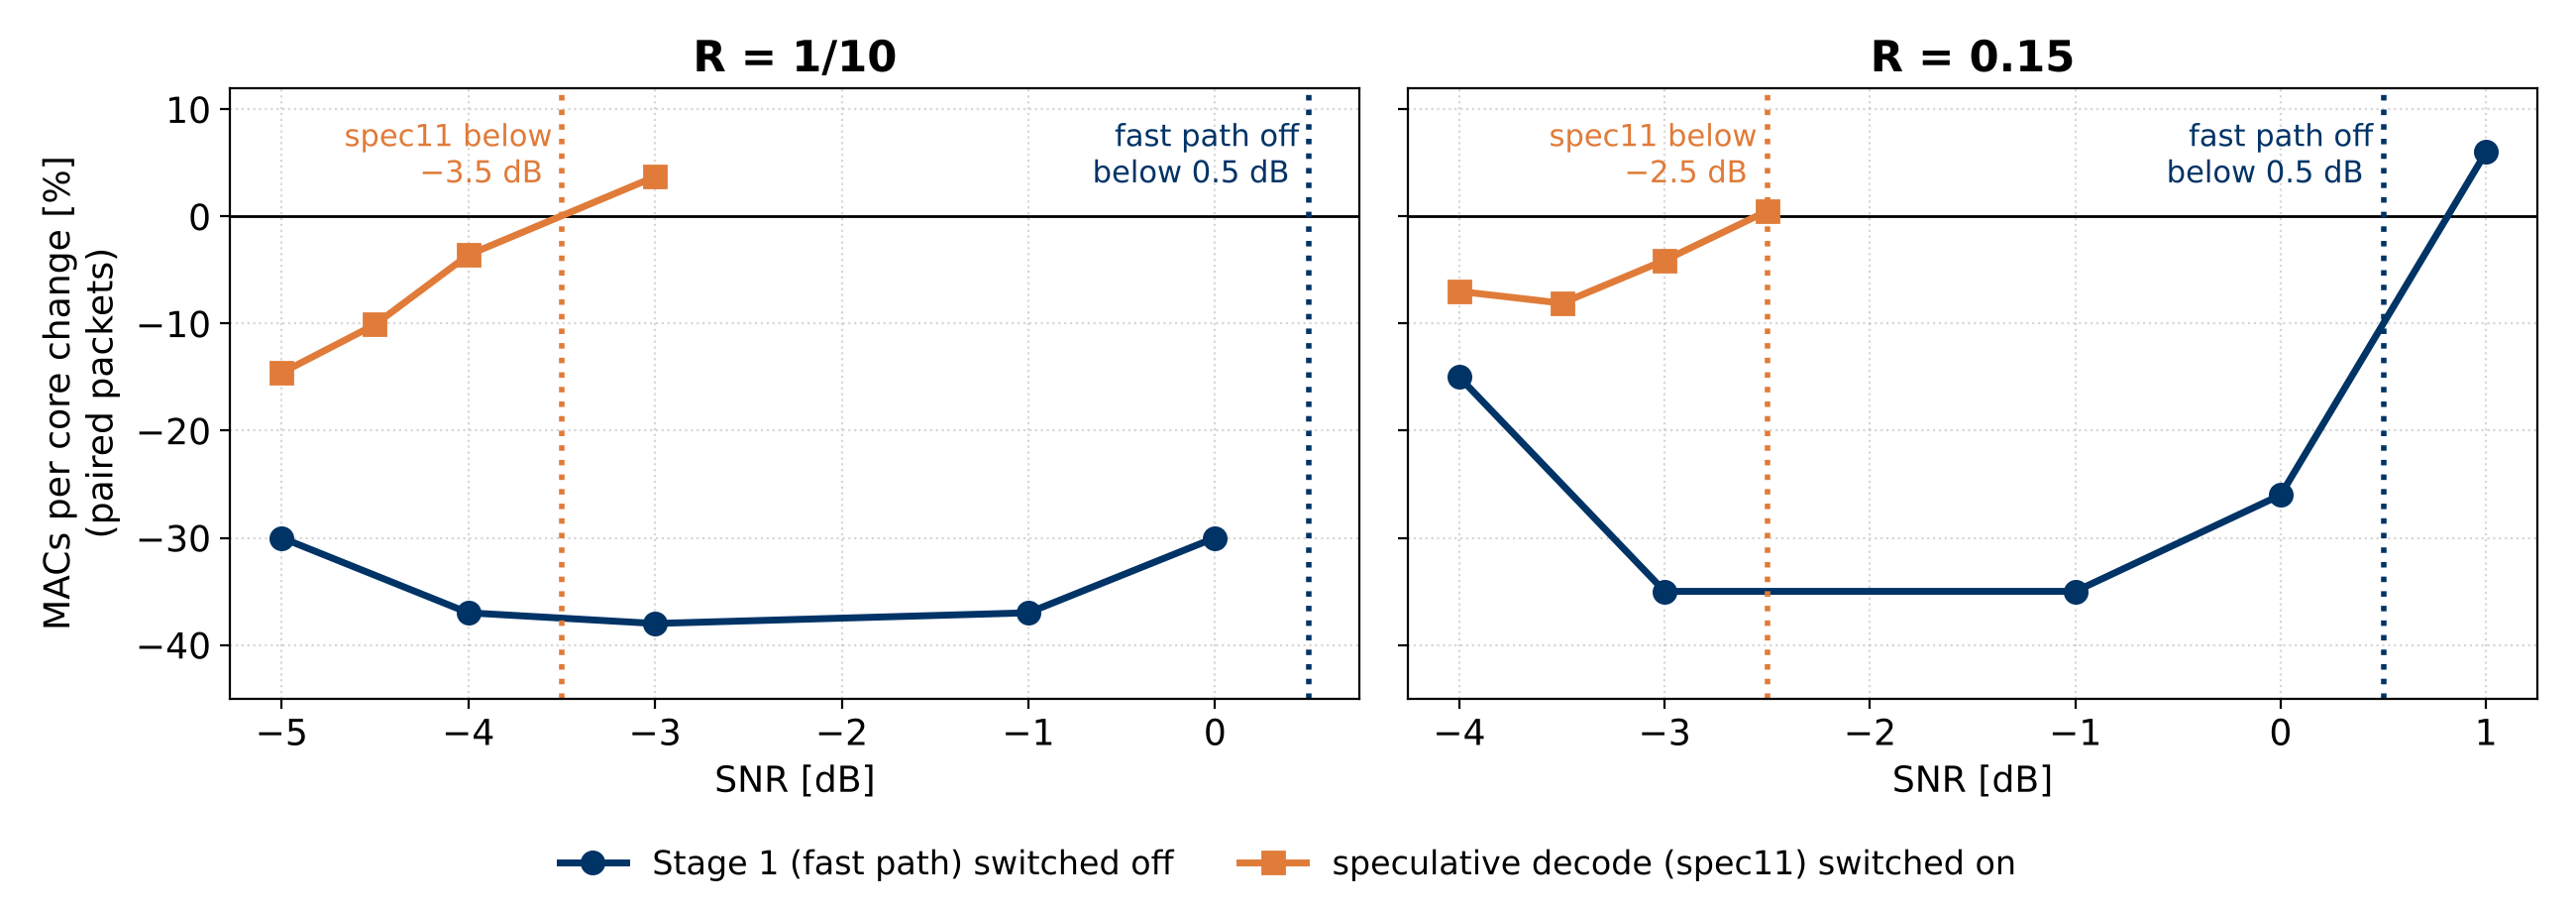 R = 1/10
R = 0.15
MACs per core change [%]
(paired packets)
10
0
−10
−20
−30
−40
spec11 below
−3.5 dB
fast path off
below 0.5 dB
spec11 below
−2.5 dB
fast path off
below 0.5 dB
−5
−4
−3
−2
−1
0
−4
−3
−2
−1
0
1
SNR [dB]
SNR [dB]
Stage 1 (fast path) switched off
speculative decode (spec11) switched on